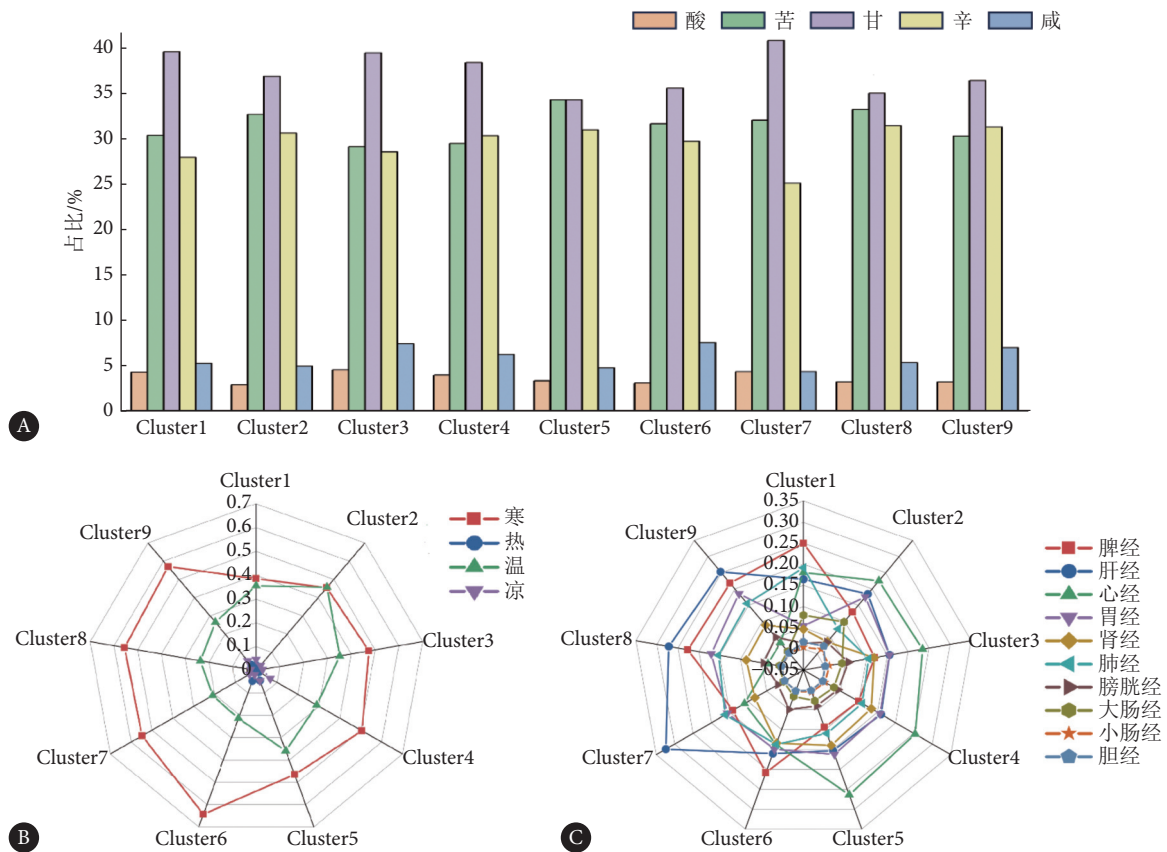 酸 苦 甘 辛 咸
占比/%
40
35
30
25
20
15
10
5
0
Cluster1 Cluster2 Cluster3 Cluster4 Cluster5 Cluster6 Cluster7 Cluster8 Cluster9
A
Cluster1
Cluster2
Cluster3
Cluster4
Cluster5
Cluster6
Cluster7
Cluster8
Cluster9
0.7
0.6
0.5
0.4
0.3
0.2
0.1
0
寒
热
温
凉
B
Cluster1
Cluster2
Cluster3
Cluster4
Cluster5
Cluster6
Cluster7
Cluster8
Cluster9
0.35
0.30
0.25
0.20
0.15
0.10
0.05
0
−0.05
脾经
肝经
心经
胃经
肾经
肺经
膀胱经
大肠经
小肠经
胆经
C